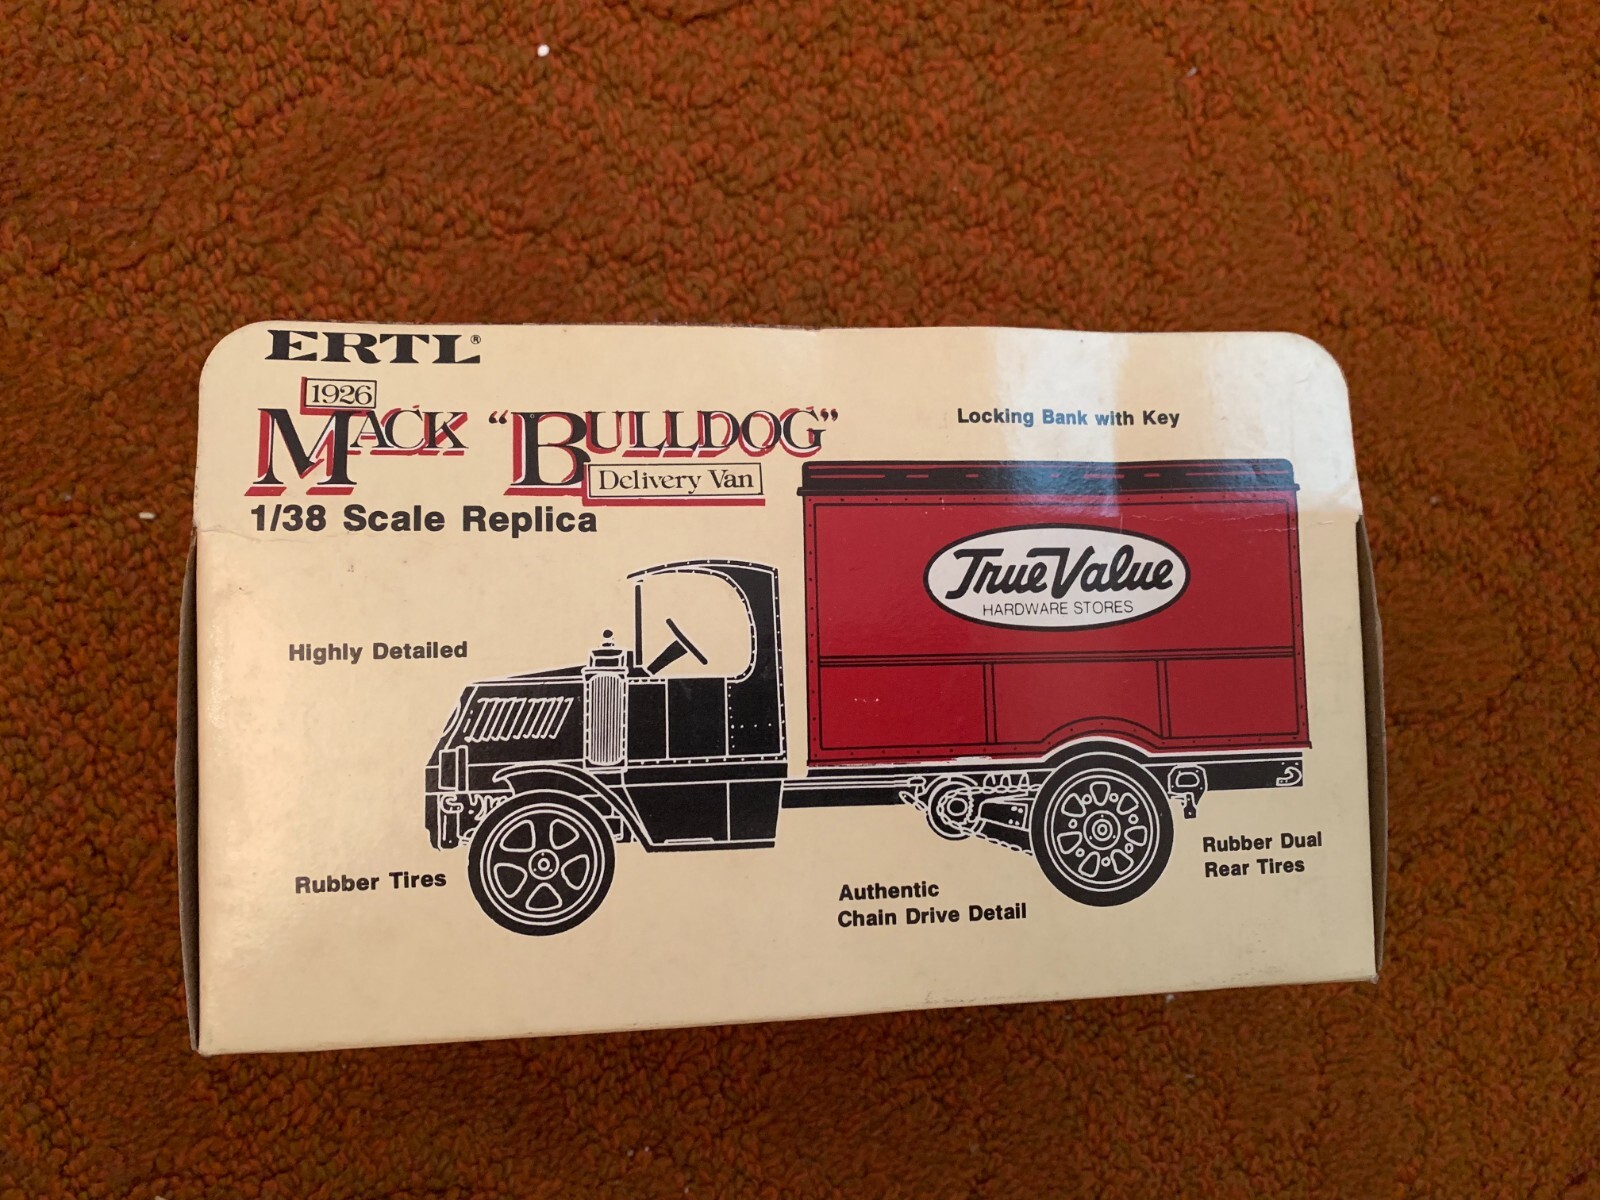 ERTL®
1926
MACK "BULLDOG"
Delivery Van
1/38 Scale Replica
Locking Bank with Key
True Value
HARDWARE STORES
Highly Detailed
Rubber Tires
Authentic
Chain Drive Detail
Rubber Dual
Rear Tires